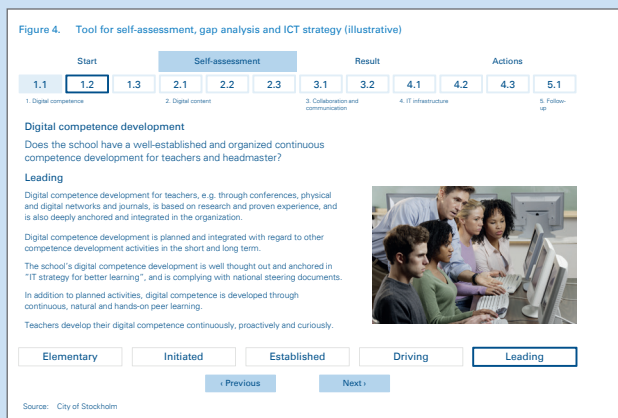 Figure 4. Tool for self-assessment, gap analysis and ICT strategy (illustrative)
Start Self-assessment Result Actions
1.1 1.2 1.3 2.1 2.2 2.3 3.1 3.2 4.1 4.2 4.3 5.1
1. Digital competence 2. Digital content 3. Collaboration and communication 4. IT infrastructure 5. Follow-up
Digital competence development
Does the school have a well-established and organized continuous
competence development for teachers and headmaster?
Leading
Digital competence development for teachers, e.g. through conferences, physical
and digital networks and journals, is based on research and proven experience, and
is also deeply anchored and integrated in the organization.
Digital competence development is planned and integrated with regard to other
competence development activities in the short and long term.
The school's digital competence development is well thought out and anchored in
"IT strategy for better learning", and is complying with national steering documents.
In addition to planned activities, digital competence is developed through
continuous, natural and hands-on peer learning.
Teachers develop their digital competence continuously, proactively and curiously.
Elementary Initiated Established Driving Leading
‹ Previous Next ›
Source: City of Stockholm